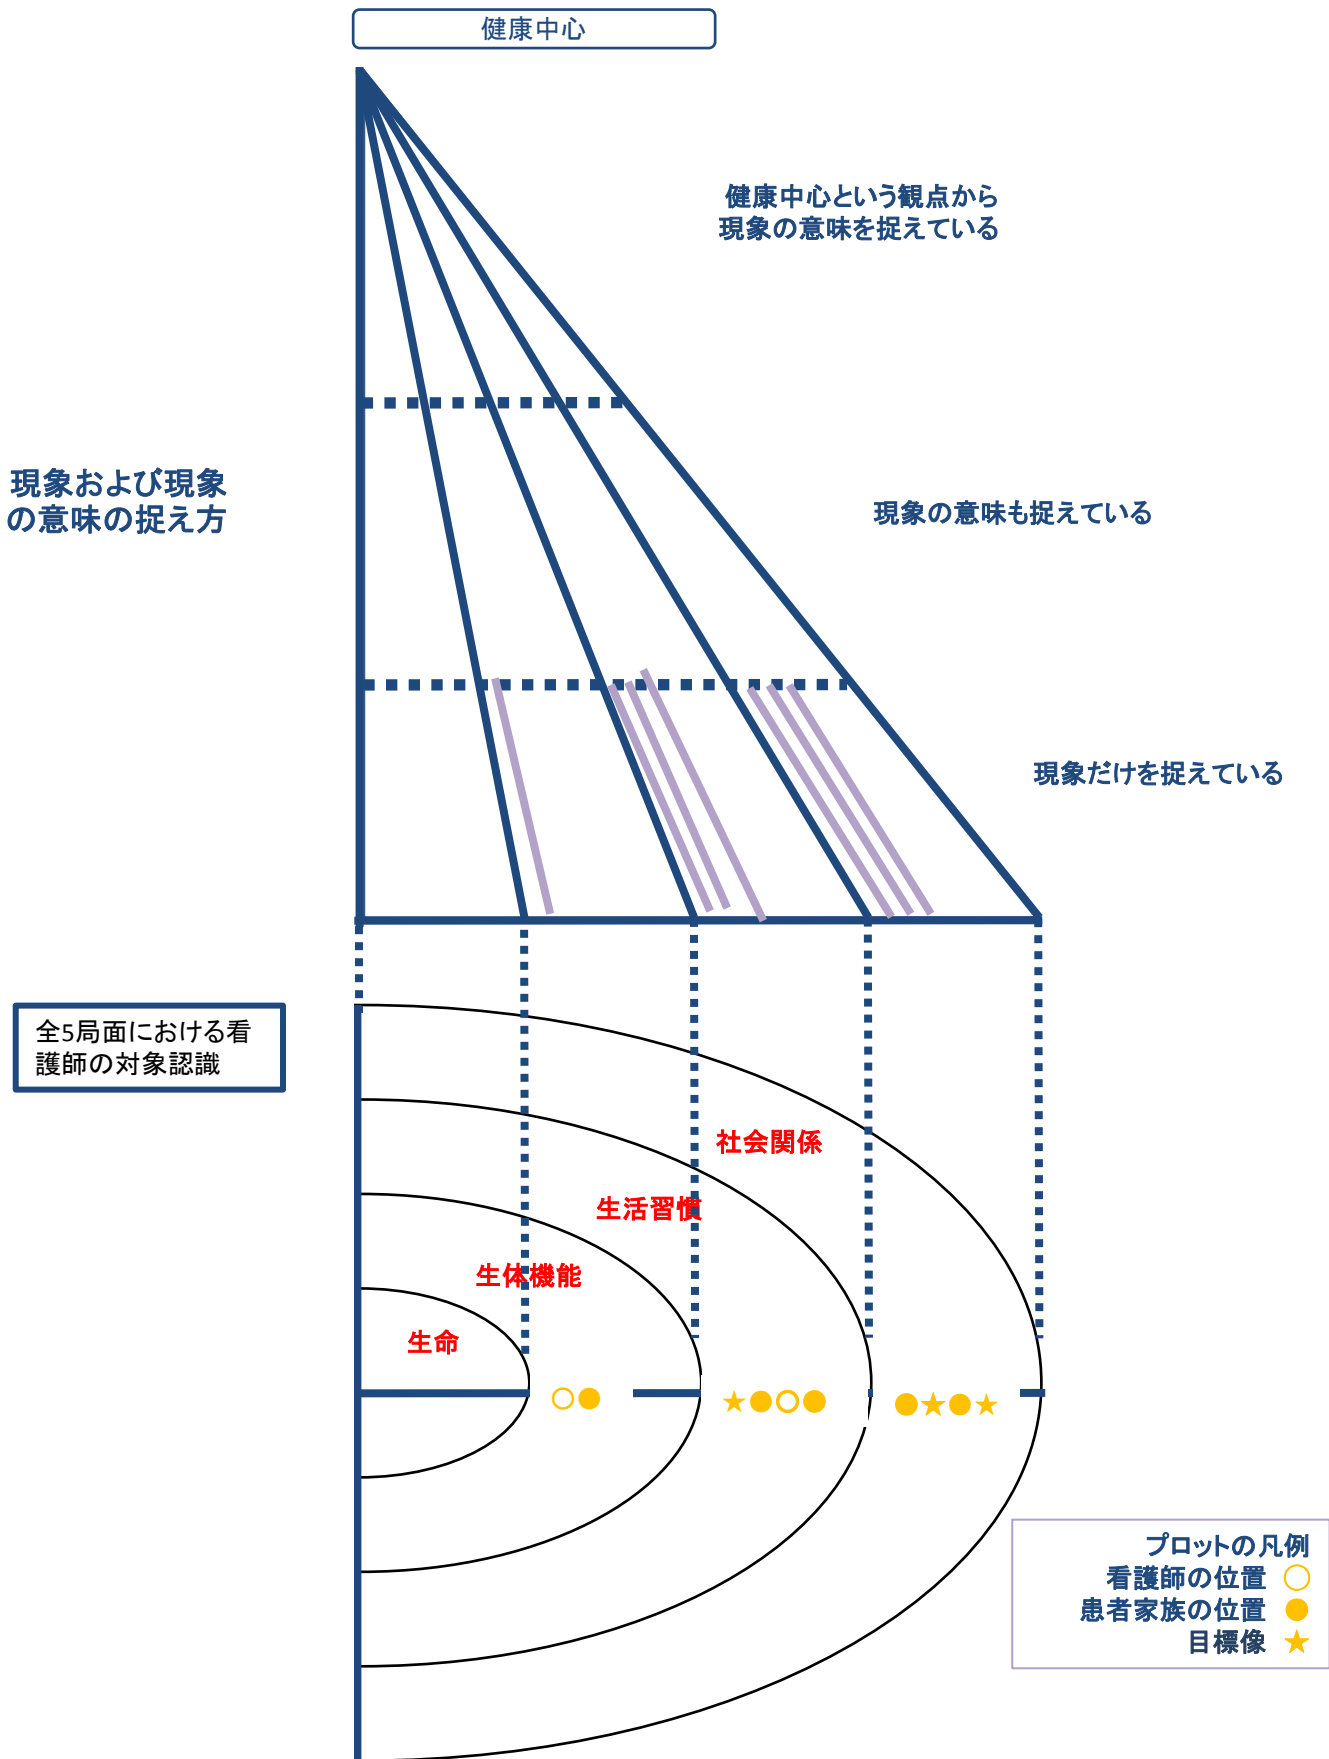 健康中心
健康中心という観点から
現象の意味を捉えている
現象および現象
の意味の捉え方
現象の意味も捉えている
現象だけを捉えている
全5局面における看
護師の対象認識
社会関係
生活習慣
生体機能
生命
プロットの凡例
看護師の位置 ○
患者家族の位置 ●
目標像 ★